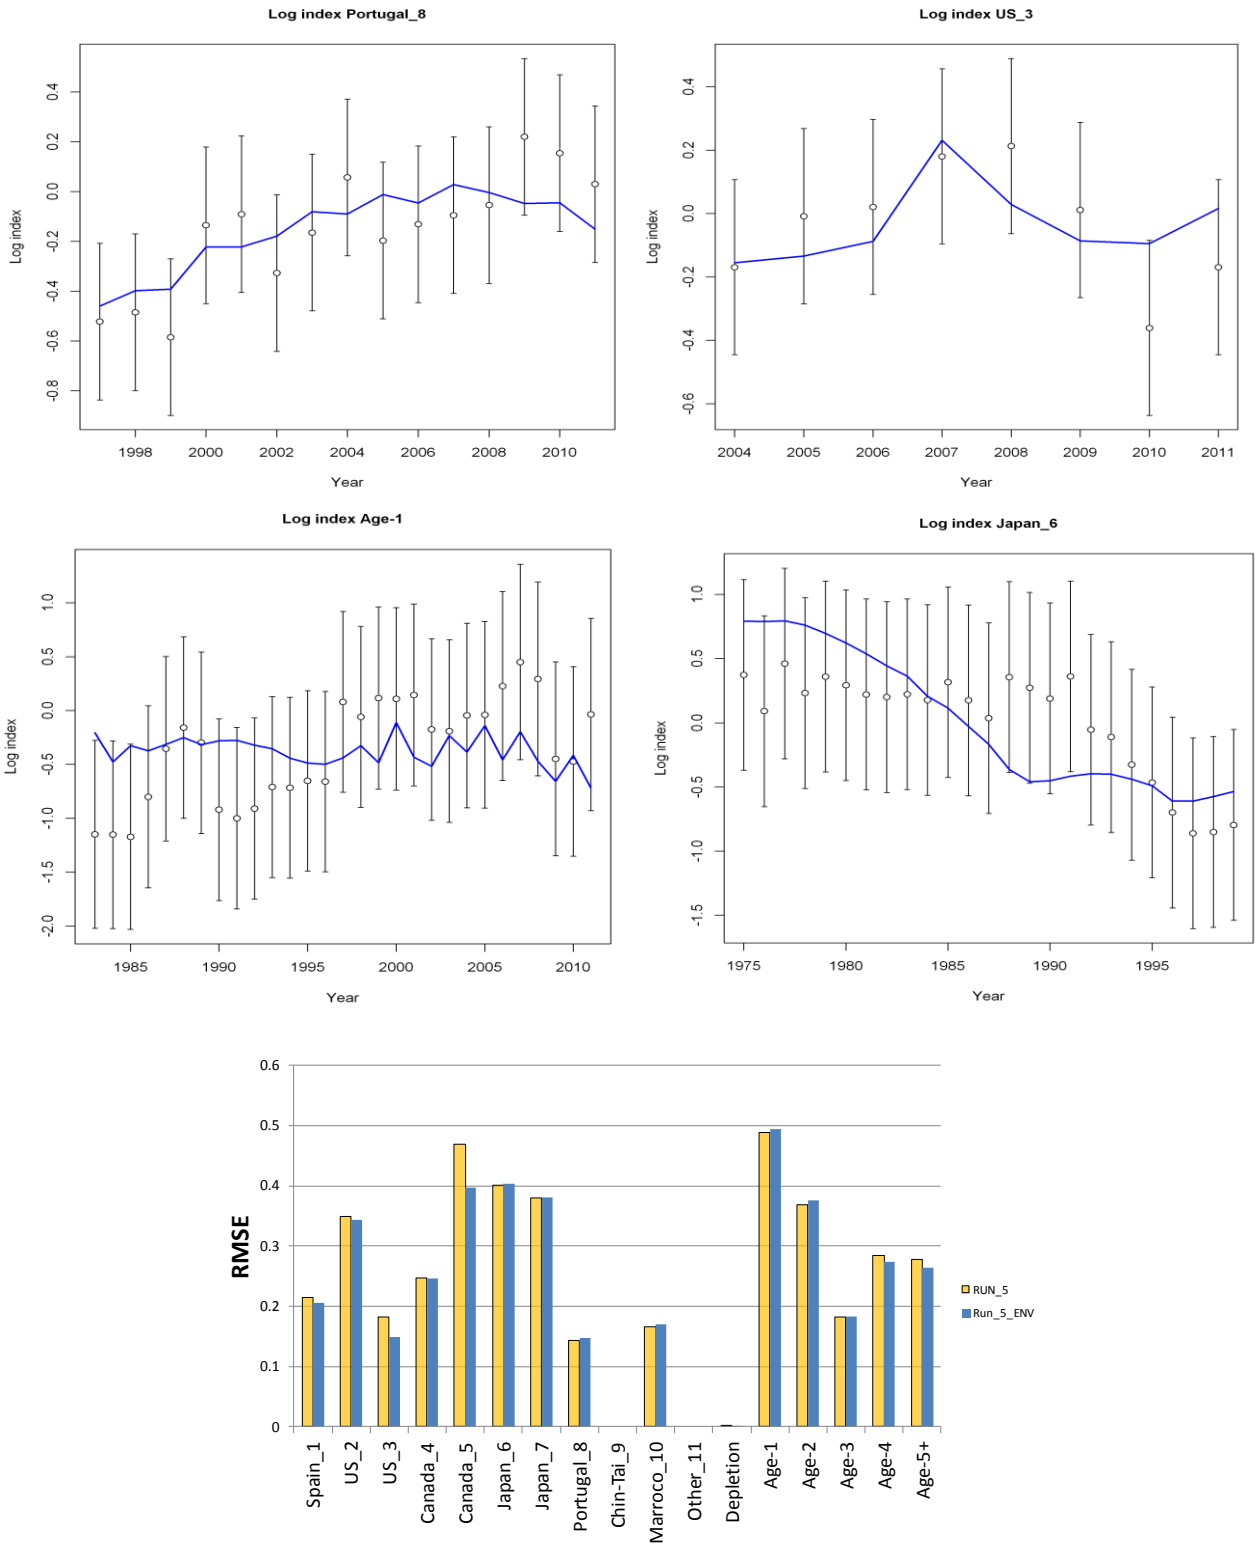 Log index Portugal_8
Log index
0.4
0.2
0.0
-0.2
-0.4
-0.6
-0.8
1998 2000 2002 2004 2006 2008 2010
Year
Log index US_3
Log index
0.4
0.2
0.0
-0.2
-0.4
-0.6
2004 2005 2006 2007 2008 2009 2010 2011
Year
Log index Age-1
Log index
1.0
0.5
0.0
-0.5
-1.0
-1.5
-2.0
1985 1990 1995 2000 2005 2010
Year
Log index Japan_6
Log index
1.0
0.5
0.0
-0.5
-1.0
-1.5
1975 1980 1985 1990 1995
Year
RMSE
0.6
0.5
0.4
0.3
0.2
0.1
0
Spain_1
US_2
US_3
Canada_4
Canada_5
Japan_6
Japan_7
Portugal_8
Chin-Tai_9
Marroco_10
Other_11
Depletion
Age-1
Age-2
Age-3
Age-4
Age-5+
RUN_5
Run_5_ENV